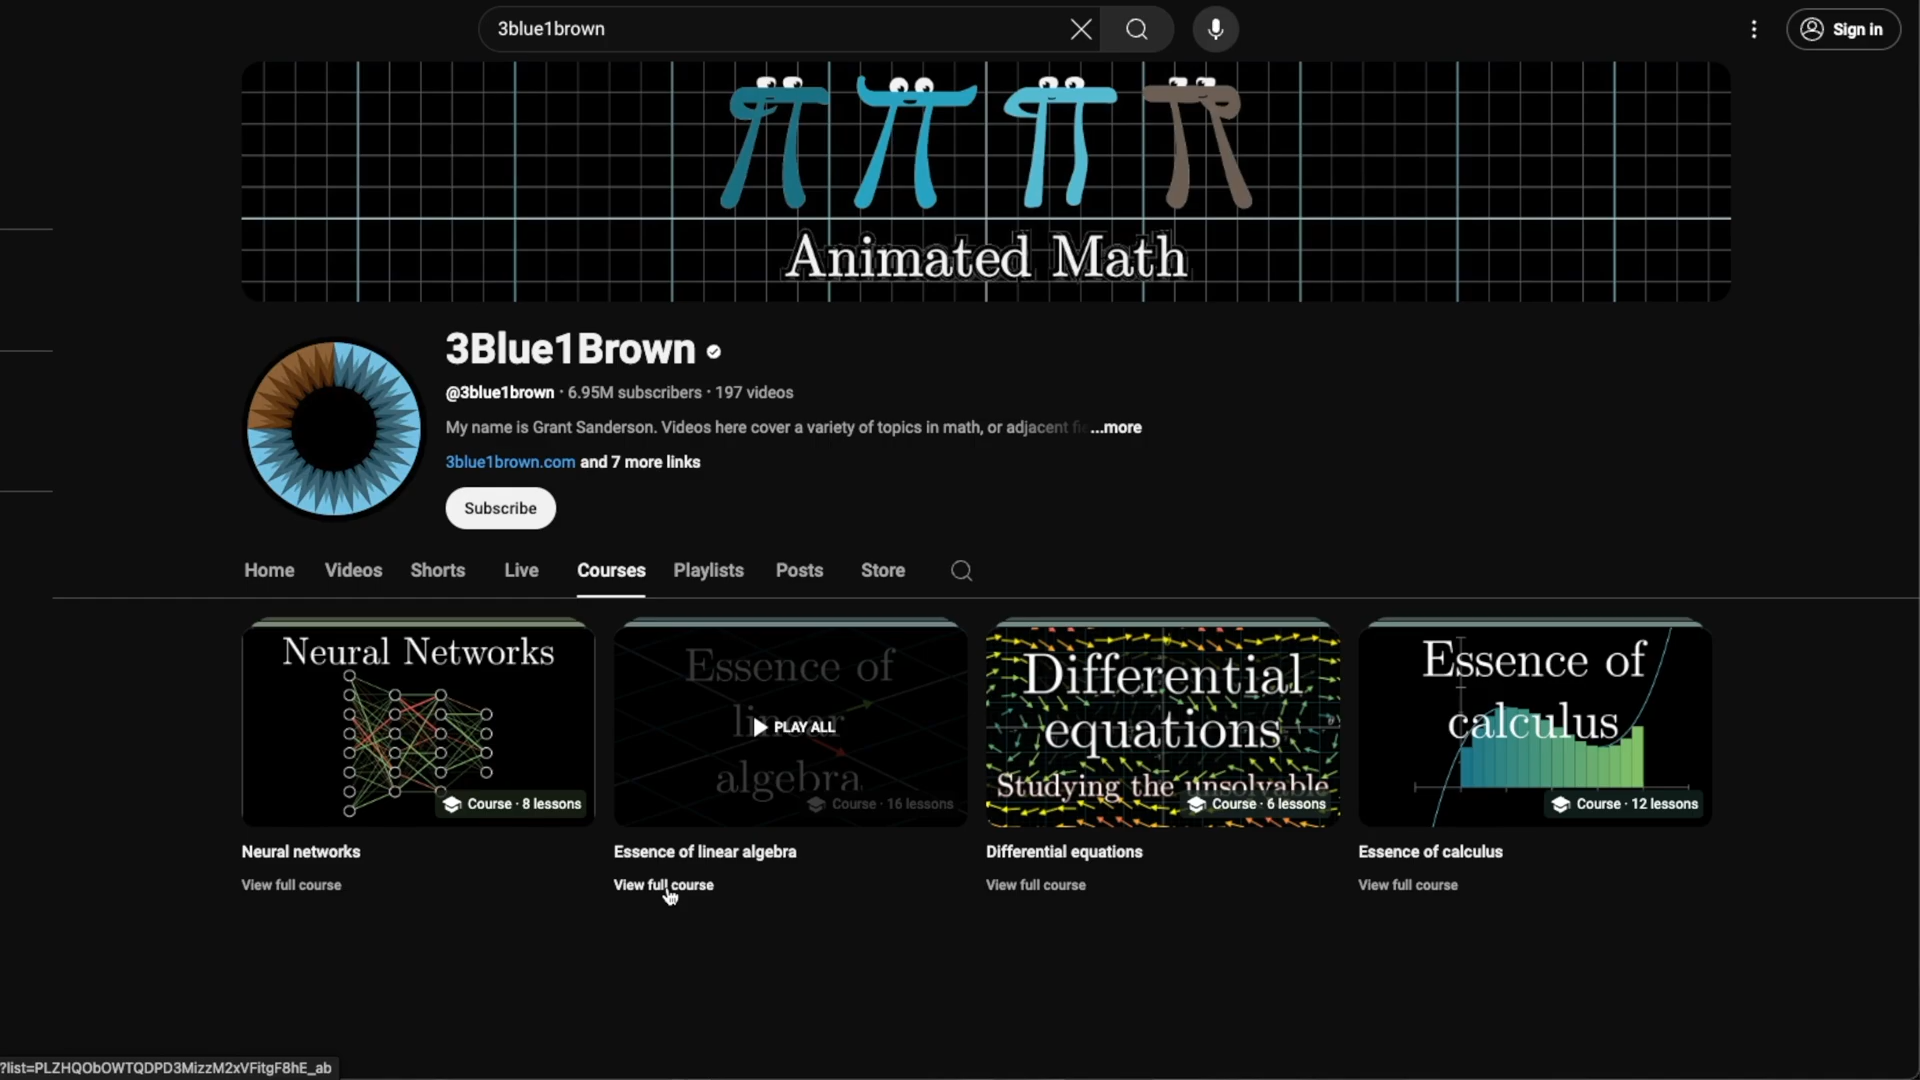 3blue1brown
Sign in
Animated Math
3Blue1Brown
@3blue1brown · 6.95M subscribers · 197 videos
My name is Grant Sanderson. Videos here cover a variety of topics in math, or adjacent ...more
3blue1brown.com and 7 more links
Subscribe
Home Videos Shorts Live Courses Playlists Posts Store
Neural Networks
Course · 8 lessons
Neural networks
View full course
Essence of
linear
algebra
PLAY ALL
Course · 16 lessons
Essence of linear algebra
View full course
Differential
equations
Studying the unsolvable
Course · 6 lessons
Differential equations
View full course
Essence of
calculus
Course · 12 lessons
Essence of calculus
View full course
?list=PLZHQObOWTQDPD3MizzM2xVFitgF8hE_ab